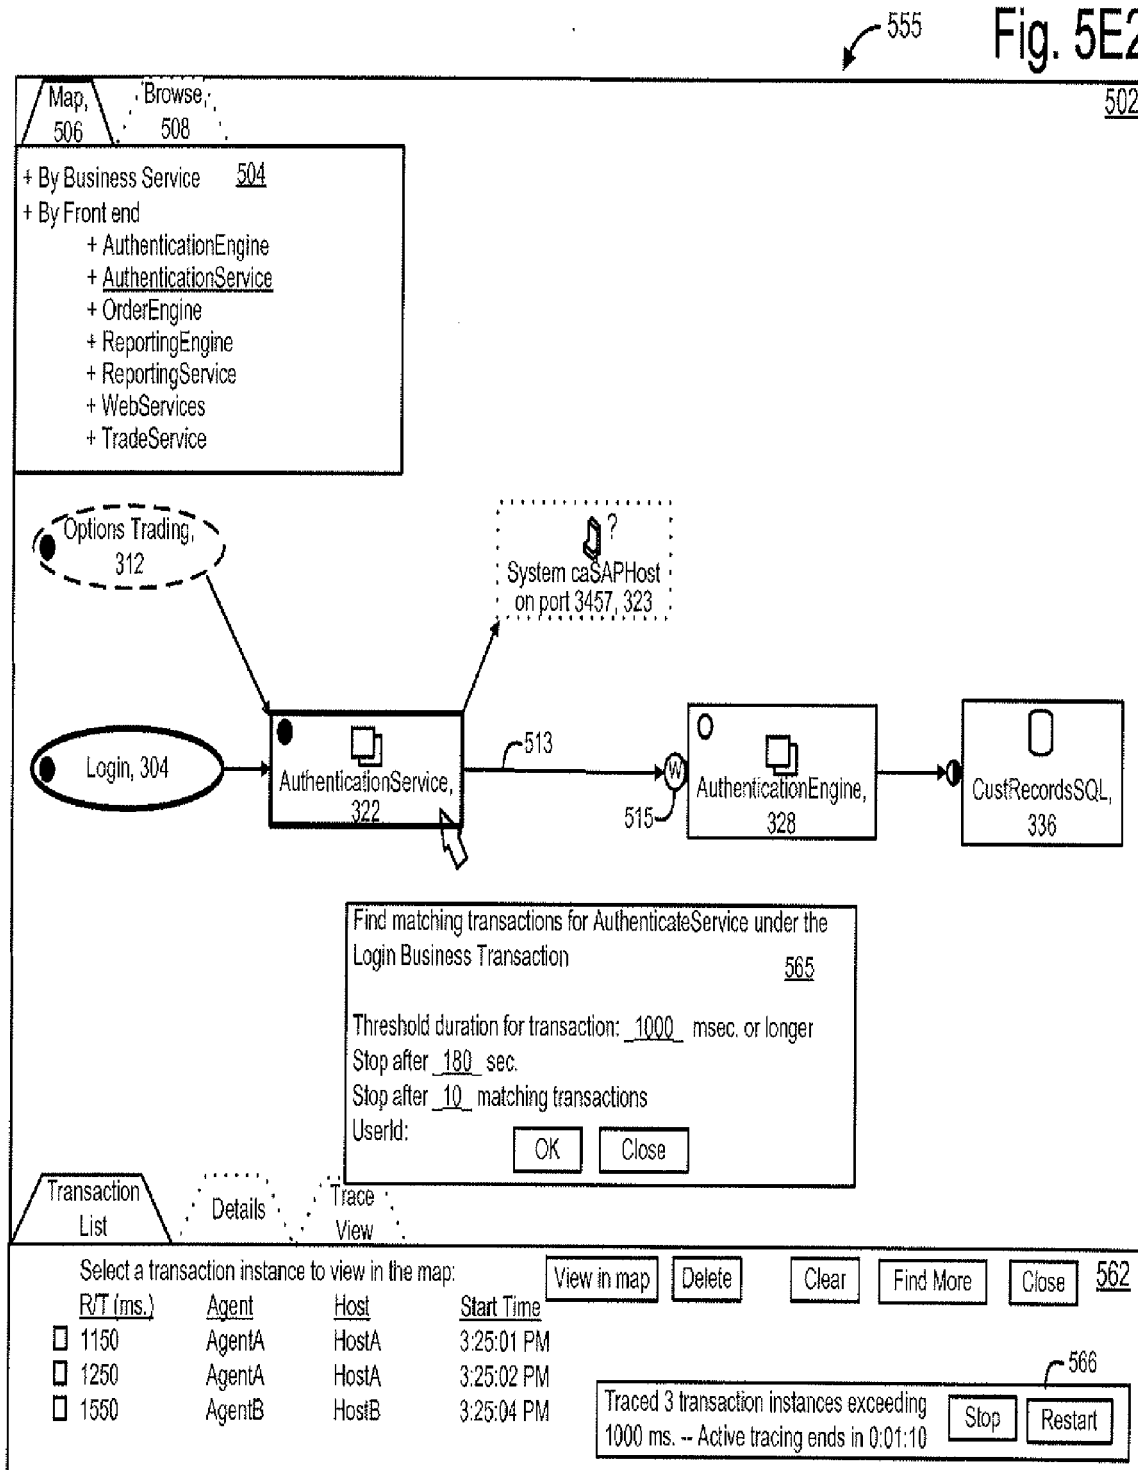 555
Fig. 5E2
502
Map,
506
Browse,
508
+ By Business Service 504
+ By Front end
+ AuthenticationEngine
+ AuthenticationService
+ OrderEngine
+ ReportingEngine
+ ReportingService
+ WebServices
+ TradeService
Options Trading,
312
?
System caSAPHost
on port 3457, 323
Login, 304
AuthenticationService,
322
513
W
515
AuthenticationEngine,
328
CustRecordsSQL,
336
Find matching transactions for AuthenticateService under the
Login Business Transaction
565
Threshold duration for transaction: _1000_ msec. or longer
Stop after _180_ sec.
Stop after _10_ matching transactions
UserId:
OK
Close
Transaction
List
Details
Trace
View
Select a transaction instance to view in the map:
View in map
Delete
Clear
Find More
Close
562
R/T (ms.) Agent Host Start Time
1150 AgentA HostA 3:25:01 PM
1250 AgentA HostA 3:25:02 PM
1550 AgentB HostB 3:25:04 PM
566
Traced 3 transaction instances exceeding
1000 ms. -- Active tracing ends in 0:01:10
Stop
Restart